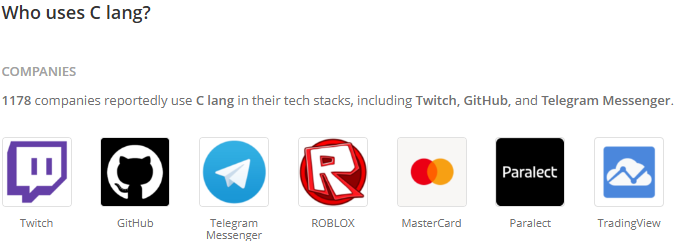 Who uses C lang?
COMPANIES
1178 companies reportedly use C lang in their tech stacks, including Twitch, GitHub, and Telegram Messenger.
R
Paralect
Twitch
GitHub
Telegram
Messenger
ROBLOX
MasterCard
Paralect
TradingView